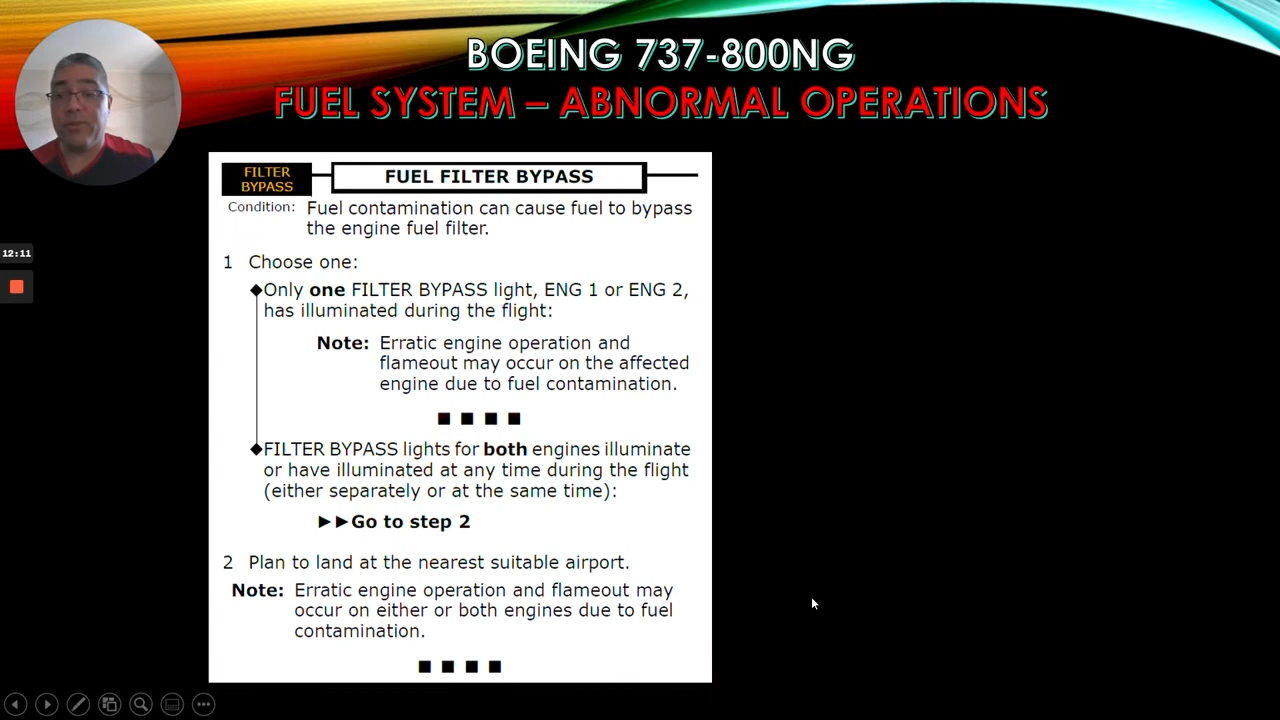 BOEING 737-800NG
FUEL SYSTEM – ABNORMAL OPERATIONS
FILTER
BYPASS
FUEL FILTER BYPASS
Condition: Fuel contamination can cause fuel to bypass
the engine fuel filter.
12:11
1 Choose one:
◆Only one FILTER BYPASS light, ENG 1 or ENG 2,
has illuminated during the flight:
Note: Erratic engine operation and
flameout may occur on the affected
engine due to fuel contamination.
■ ■ ■ ■
◆FILTER BYPASS lights for both engines illuminate
or have illuminated at any time during the flight
(either separately or at the same time):
►►Go to step 2
2 Plan to land at the nearest suitable airport.
Note: Erratic engine operation and flameout may
occur on either or both engines due to fuel
contamination.
■ ■ ■ ■